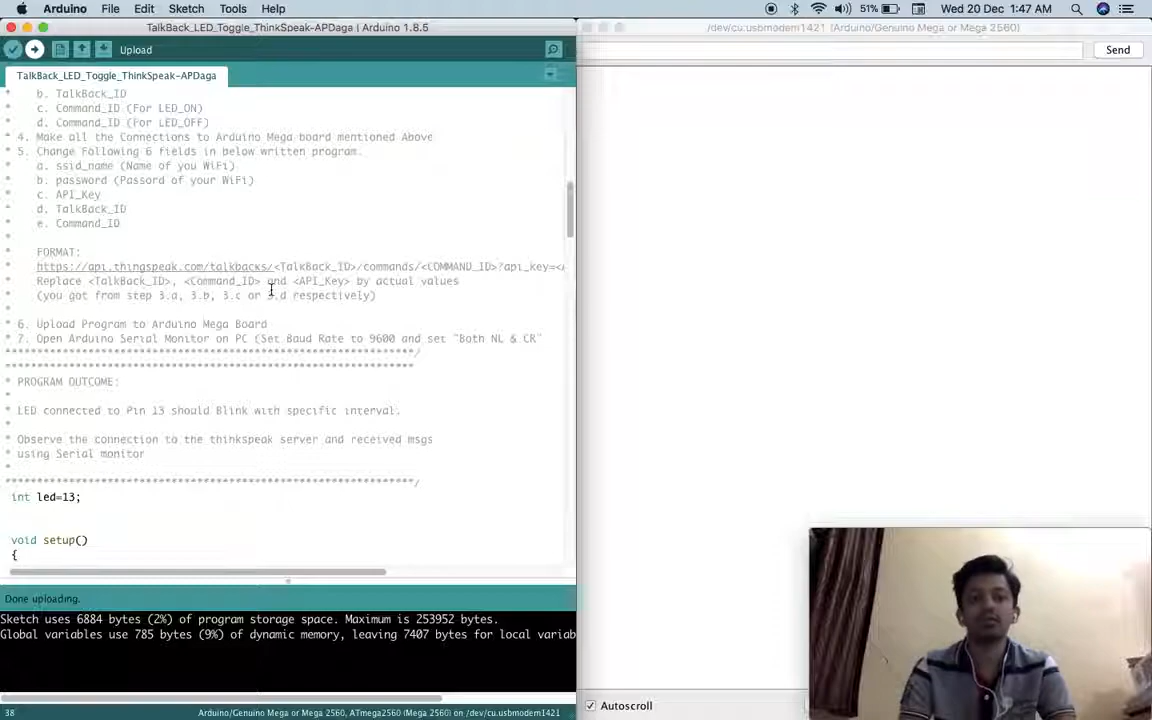 Arduino File Edit Sketch Tools Help 51% Wed 20 Dec 1:47 AM
TalkBack_LED_Toggle_ThinkSpeak-APDaga | Arduino 1.8.5
/dev/cu.usbmodem1421 (Arduino/Genuino Mega or Mega 2560)
Upload
Send
TalkBack_LED_Toggle_ThinkSpeak-APDaga
* b. TalkBack_ID
* c. Command_ID (For LED_ON)
* d. Command_ID (For LED_OFF)
* 4. Make all the Connections to Arduino Mega board mentioned Above
* 5. Change Following 6 fields in below written program.
* a. ssid_name (Name of you WiFi)
* b. password (Passord of your WiFi)
* c. API_Key
* d. TalkBack_ID
* e. Command_ID
*
* FORMAT:
* https://api.thingspeak.com/talkbacks/<TalkBack_ID>/commands/<COMMAND_ID>?api_key=</
* Replace <TalkBack_ID>, <Command_ID> and <API_Key> by actual values
* (you got from step 3.a, 3.b, 3.c or 3.d respectively)
*
* 6. Upload Program to Arduino Mega Board
* 7. Open Arduino Serial Monitor on PC (Set Baud Rate to 9600 and set "Both NL & CR"
*******************************************************************************/
*******************************************************************************
* PROGRAM OUTCOME:
*
* LED connected to Pin 13 should Blink with specific interval.
*
* Observe the connection to the thinkspeak server and received msgs
* using Serial monitor
*
*******************************************************************************/
int led=13;
void setup()
{
Done uploading.
Sketch uses 6884 bytes (2%) of program storage space. Maximum is 253952 bytes.
Global variables use 785 bytes (9%) of dynamic memory, leaving 7407 bytes for local variab
38
Arduino/Genuino Mega or Mega 2560, ATmega2560 (Mega 2560) on /dev/cu.usbmodem1421
Autoscroll